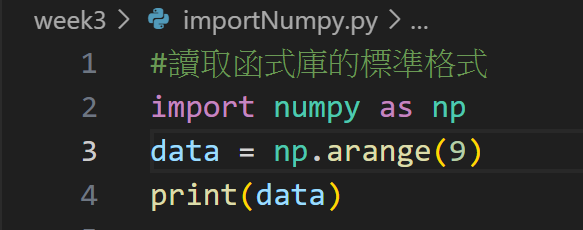 week3 > importNumpy.py > ...
1 #讀取函式庫的標準格式
2 import numpy as np
3 data = np.arange(9)
4 print(data)